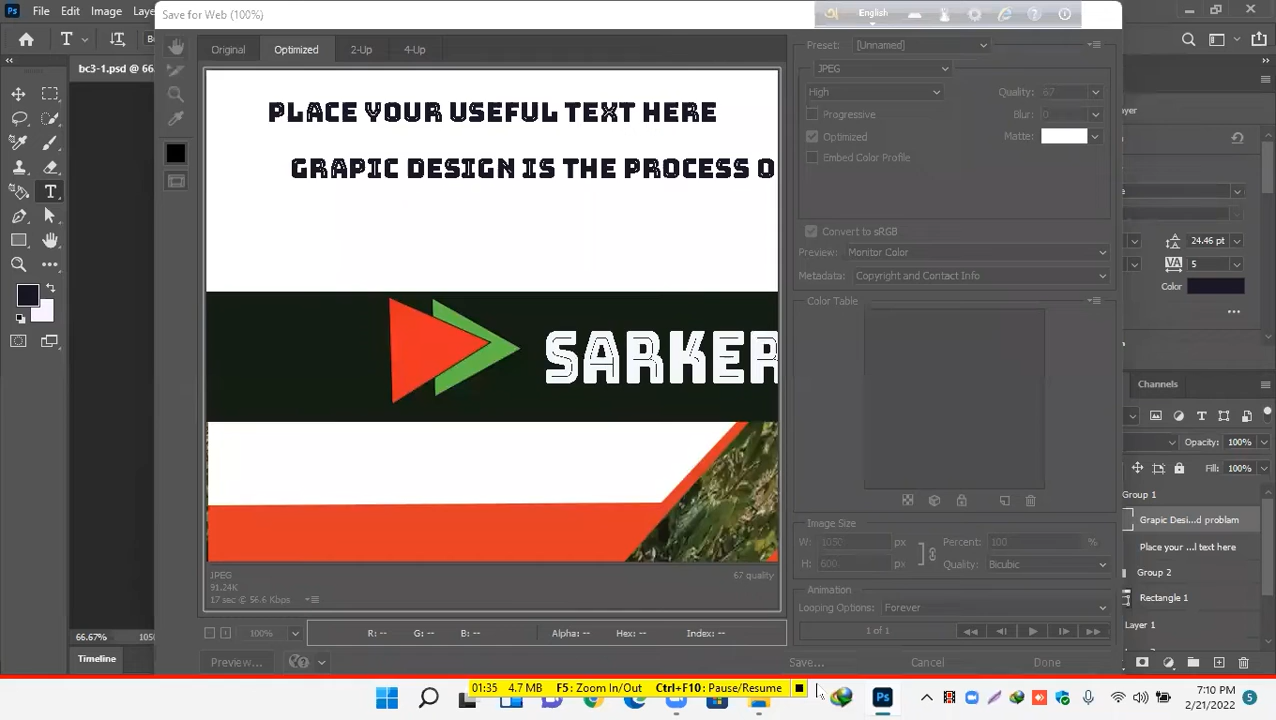 Save for Web (100%)
English
Ps File Edit Image
bc3-1.psd @ 66.
Original Optimized 2-Up 4-Up
PLACE YOUR USEFUL TEXT HERE
GRAPIC DESIGN IS THE PROCESS O
SARKER
JPEG
91.24K
17 sec @ 56.6 Kbps
67 quality
100% R: -- G: -- B: -- Alpha: -- Hex: -- Index: --
Preview... Save... Cancel Done
Preset: [Unnamed]
JPEG
High Quality: 67
Progressive Blur: 0
Optimized Matte:
Embed Color Profile
Convert to sRGB
Preview: Monitor Color
Metadata: Copyright and Contact Info
Color Table
Image Size
W: 1050 px Percent: 100 %
H: 600 px Quality: Bicubic
Animation
Looping Options: Forever
1 of 1
24.46 pt
VA 5
Color
Channels
Opacity: 100%
Fill: 100%
Group 1
Grapic Desi...d problam
Place your ...l text here
Group 2
Rectangle 1
66.67% 105
Timeline
01:35 4.7 MB F5: Zoom In/Out Ctrl+F10: Pause/Resume
Ps
7:10 PM
2/21/2022